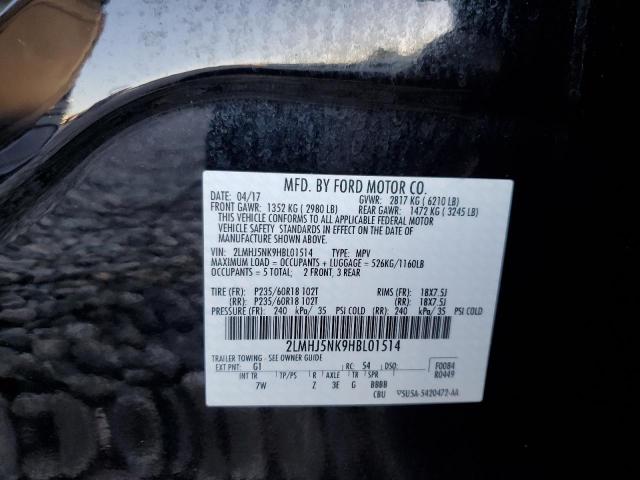 MFD. BY FORD MOTOR CO.
04/17 GVWR: 2817 KG ( 6210 LB)
FRONT GAWR: 1352 KG ( 2980 LB) REAR GAWR: 1472 KG ( 3245 LB)
THIS VEHICLE CONFORMS TO ALL APPLICABLE FEDERAL MOTOR
VEHICLE SAFETY STANDARDS IN EFFECT ON THE DATE OF
MANUFACTURE SHOWN ABOVE.
VIN: 2LMHJ5NK9HBL01514 TYPE: MPV
MAXIMUM LOAD = OCCUPANTS + LUGGAGE = 526KG/1160LB
OCCUPANTS = 5 TOTAL; 2 FRONT, 3 REAR
TIRE (FR): P235/60R18 102T RIMS (FR): 18X7.5J
(RR): P235/60R18 102T (RR): 18X7.5J
PRESSURE (FR): 240 kPa/ 35 PSI COLD (RR): 240 kPa/ 35 PSI COLD
2LMHJ5NK9HBL01514
TRAILER TOWING - SEE OWNER GUIDE
EXT PNT: G1 RC: 54 DSO: F0084
R0449
INT TR TP/PS R AXLE TR SPR
7W Z 3E G BBBB
CBU SU5A-5420472-AA